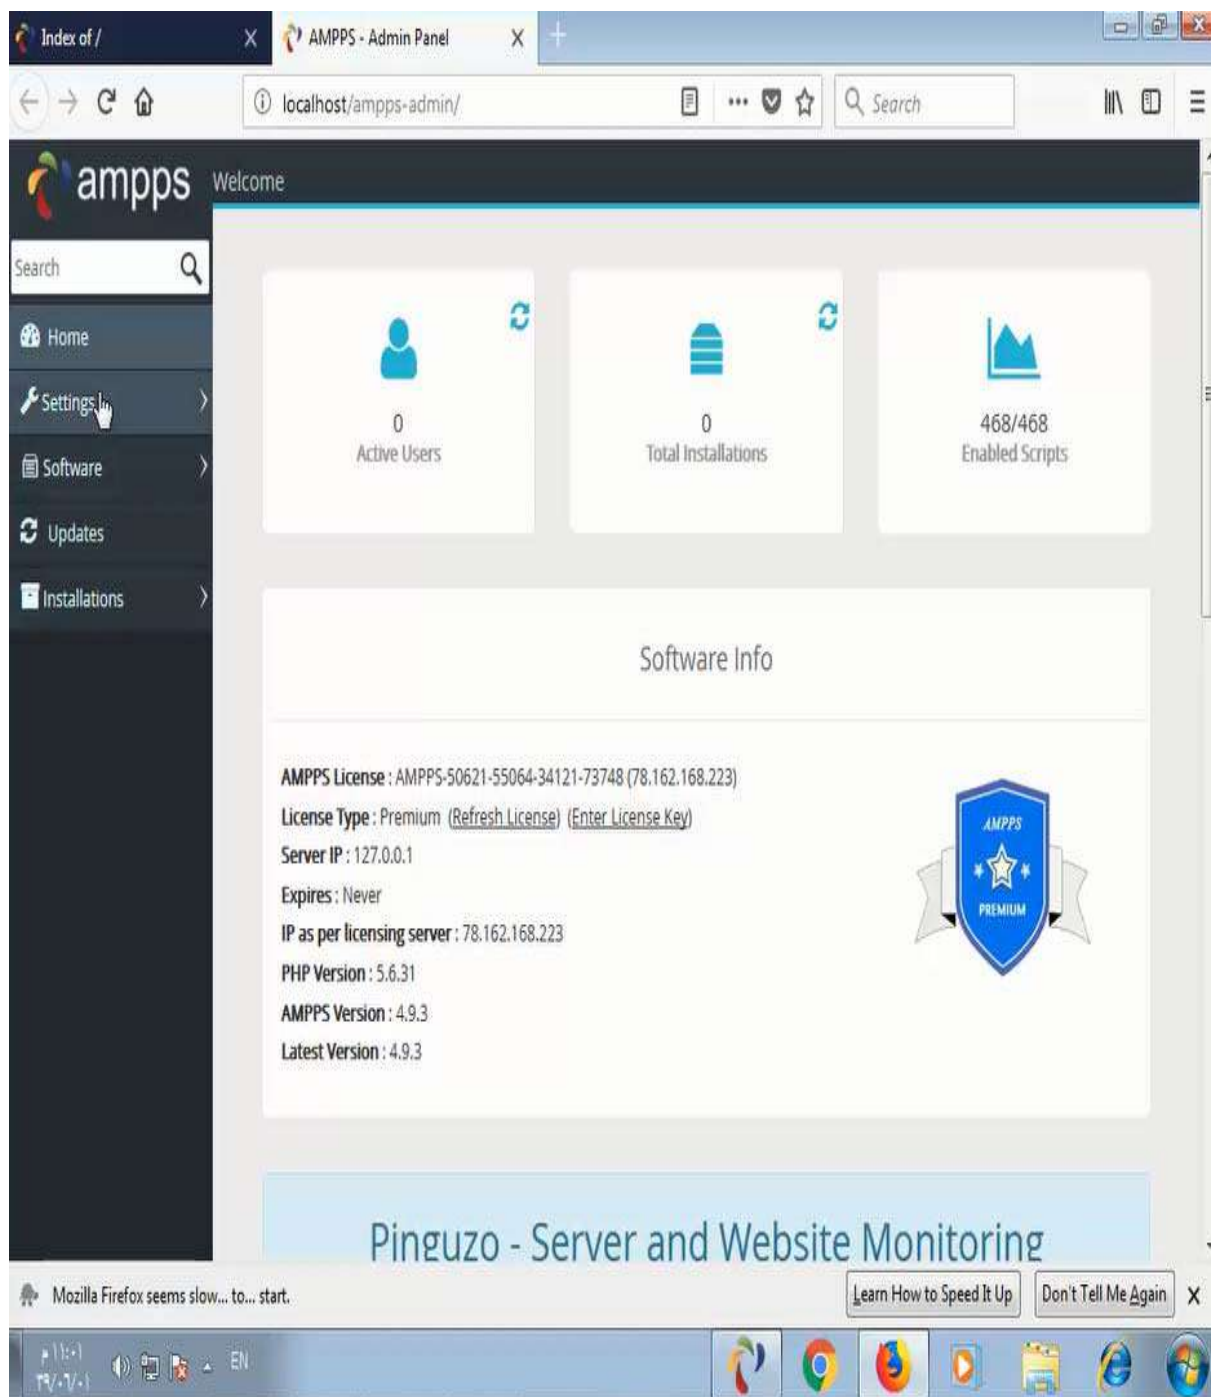 Index of /
AMPPS - Admin Panel
localhost/ampps-admin/
Search
ampps
Welcome
Search
Home
Settings
Software
Updates
Installations
0
Active Users
0
Total Installations
468/468
Enabled Scripts
Software Info
AMPPS License : AMPPS-50621-55064-34121-73748 (78.162.168.223)
License Type : Premium (Refresh License) (Enter License Key)
Server IP : 127.0.0.1
Expires : Never
IP as per licensing server : 78.162.168.223
PHP Version : 5.6.31
AMPPS Version : 4.9.3
Latest Version : 4.9.3
AMPPS
PREMIUM
Pinguzo - Server and Website Monitoring
Mozilla Firefox seems slow... to... start.
Learn How to Speed It Up
Don't Tell Me Again
EN
١١:٠١ م
٣٩/٠٦/٠١